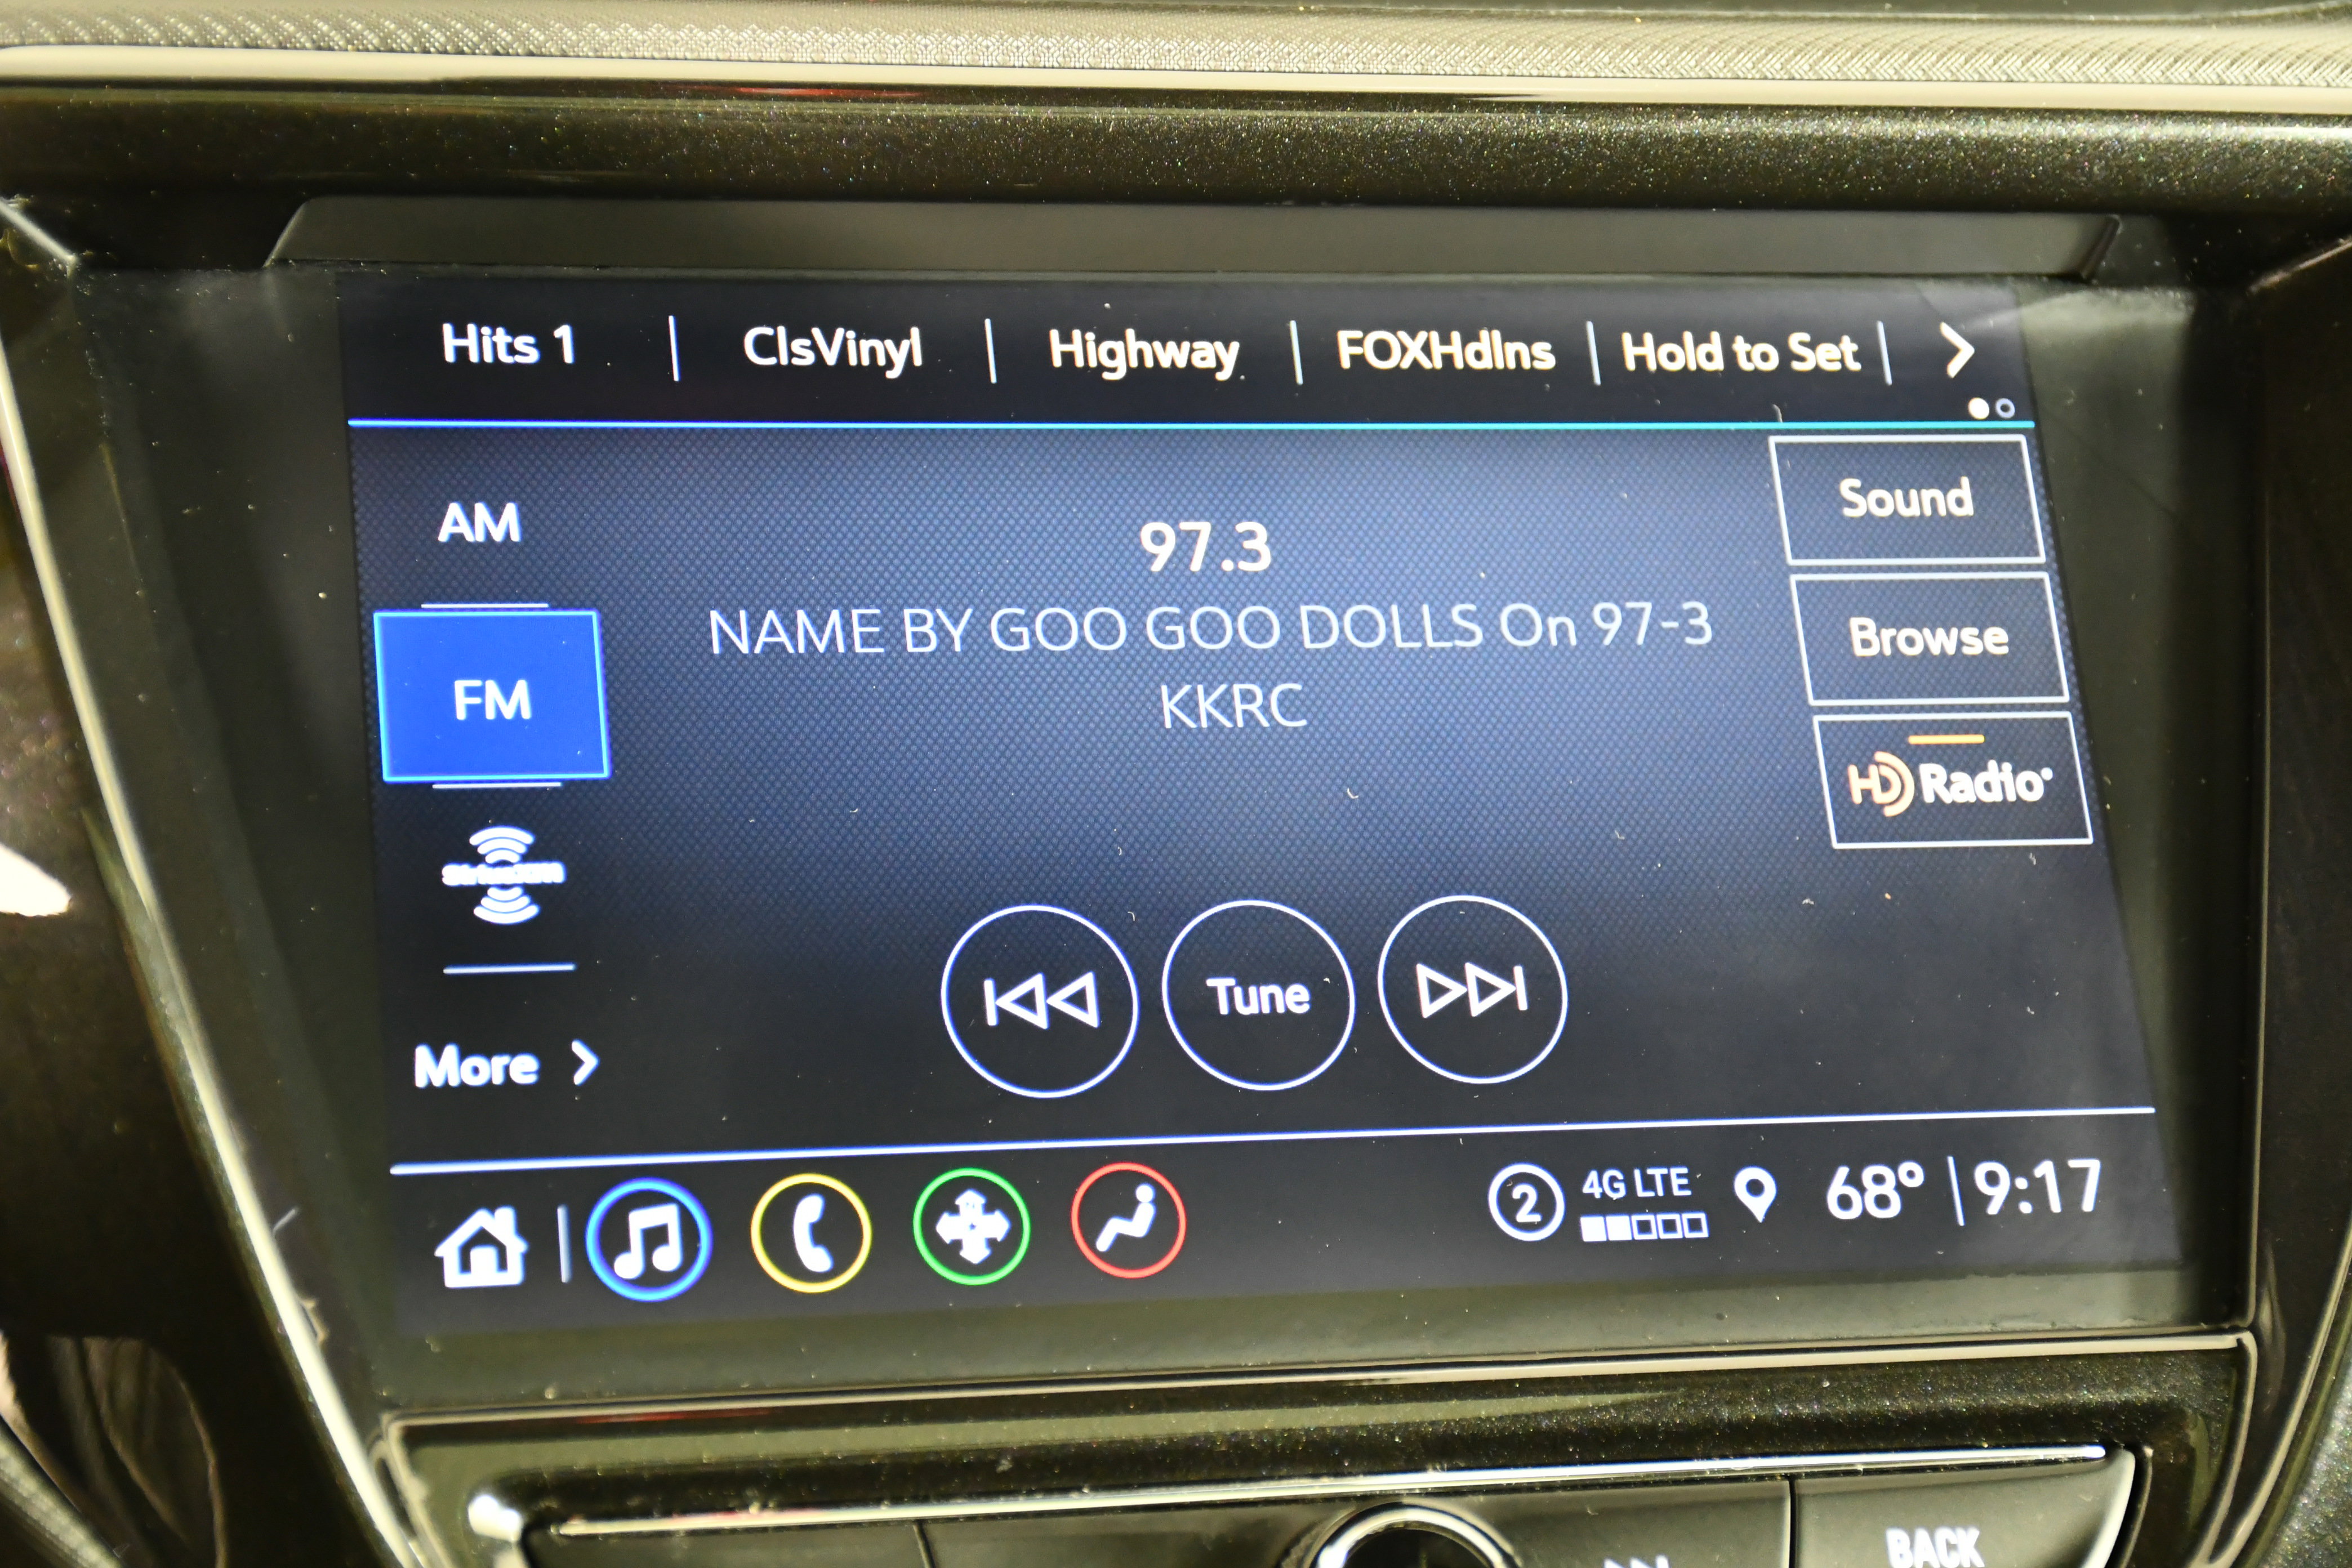 Hits 1 | ClsVinyl | Highway | FOXHdlns | Hold to Set |
AM
97.3
Sound
NAME BY GOO GOO DOLLS On 97-3
Browse
FM
KKRC
HD Radio
SiriusXM
Tune
More
2 4G LTE 68° | 9:17
BACK